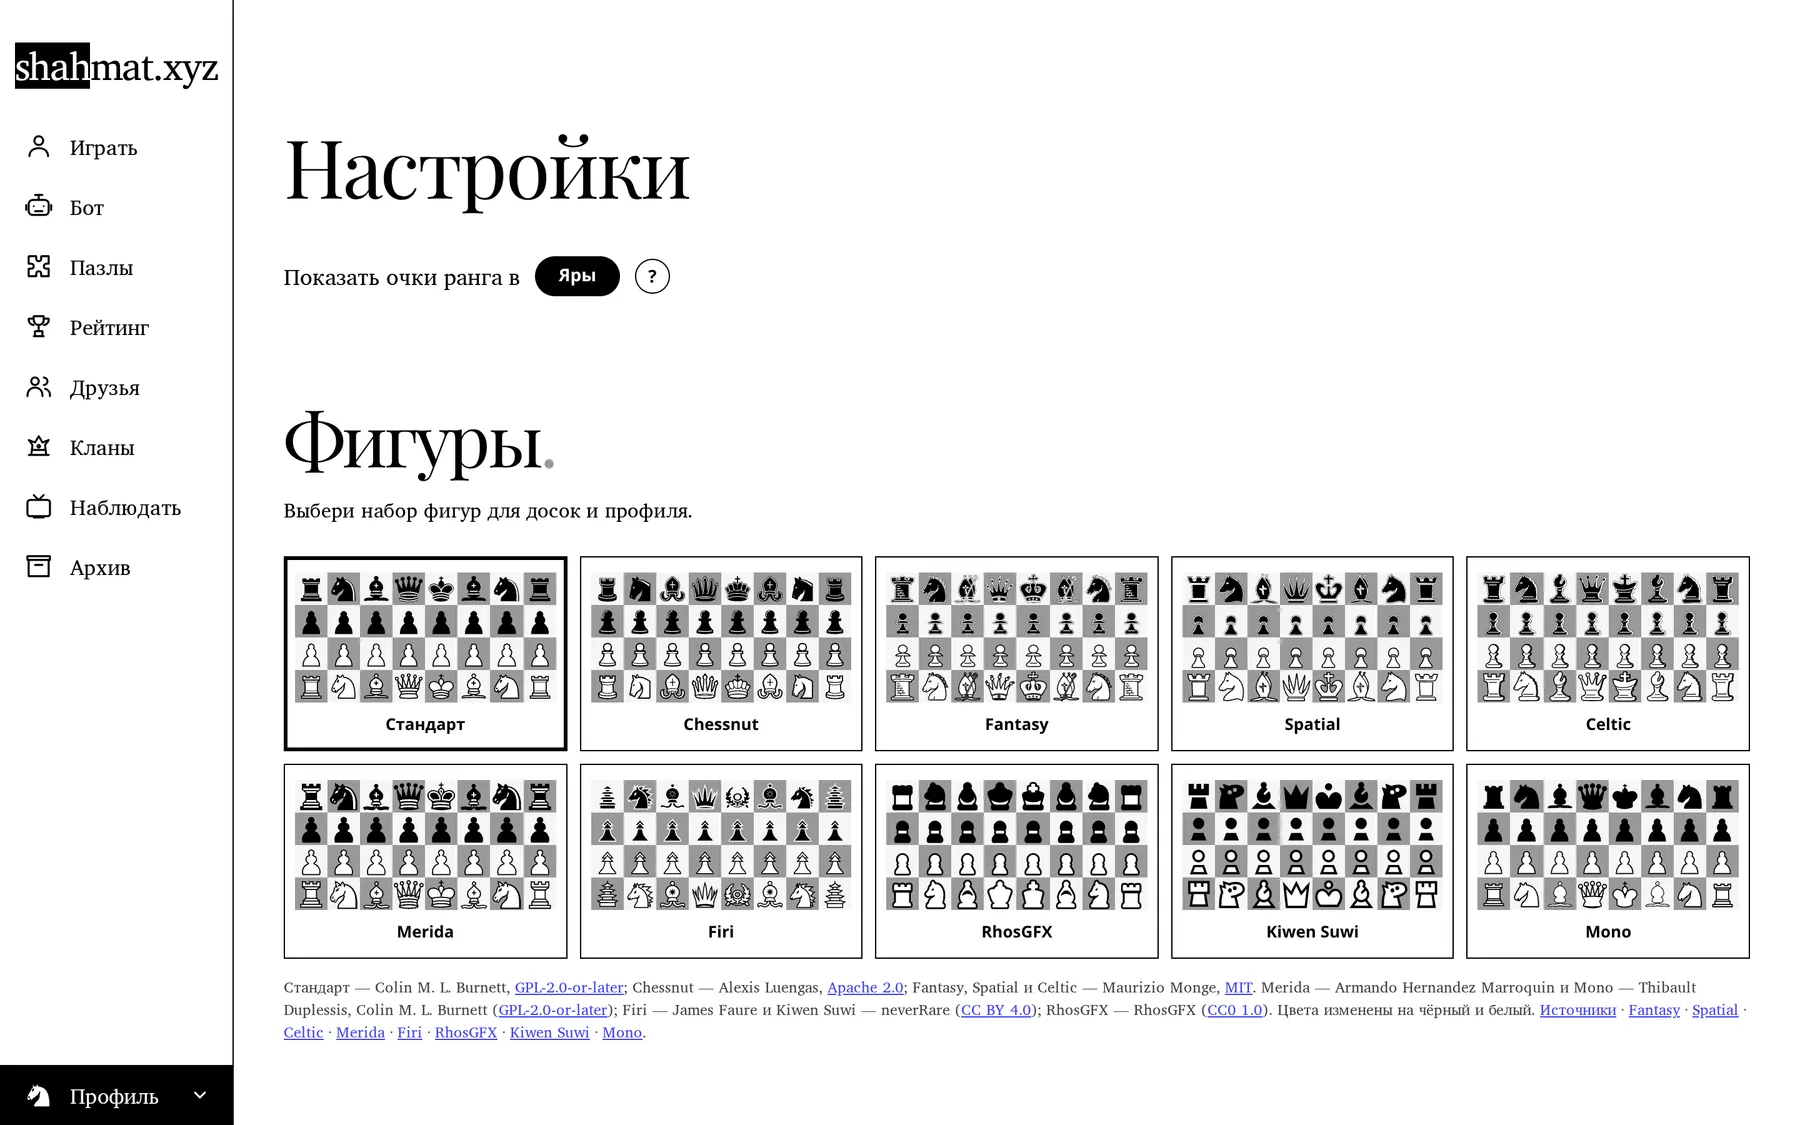 shahmat.xyz
Играть
Бот
Пазлы
Рейтинг
Друзья
Кланы
Наблюдать
Архив
Профиль
Настройки
Показать очки ранга в Яры ?
Фигуры.
Выбери набор фигур для досок и профиля.
Стандарт
Chessnut
Fantasy
Spatial
Celtic
Merida
Firi
RhosGFX
Kiwen Suwi
Mono
Стандарт — Colin M. L. Burnett, GPL-2.0-or-later; Chessnut — Alexis Luengas, Apache 2.0; Fantasy, Spatial и Celtic — Maurizio Monge, MIT. Merida — Armando Hernandez Marroquin и Mono — Thibault
Duplessis, Colin M. L. Burnett (GPL-2.0-or-later); Firi — James Faure и Kiwen Suwi — neverRare (CC BY 4.0); RhosGFX — RhosGFX (CC0 1.0). Цвета изменены на чёрный и белый. Источники · Fantasy · Spatial ·
Celtic · Merida · Firi · RhosGFX · Kiwen Suwi · Mono.